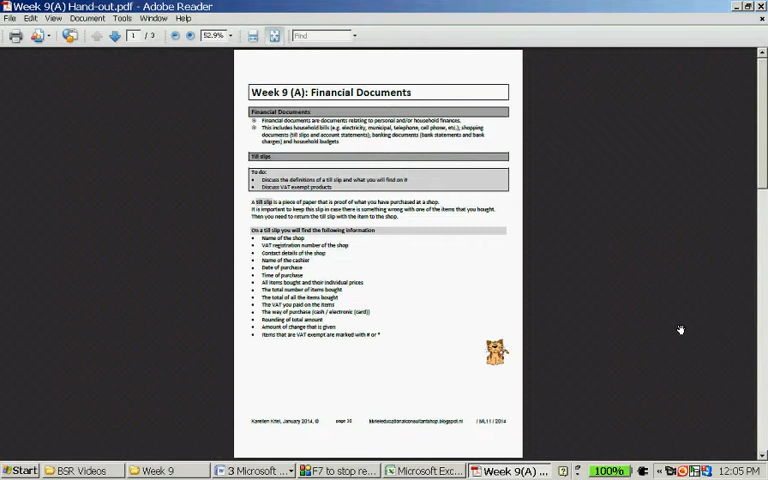 Week 9(A) Hand-out.pdf - Adobe Reader
File Edit View Document Tools Window Help
1 / 3 52.9% Find
Week 9 (A): Financial Documents
Financial Documents
Financial documents are documents relating to personal and/or household finances.
This includes household bills (e.g. electricity, municipal, telephone, cell phone, etc.); shopping
documents (till slips and account statements), banking documents (bank statements and bank
charges) and household budgets
Till slips
To do:
• Discuss the definitions of a till slip and what you will find on it
• Discuss VAT exempt products
A till slip is a piece of paper that is proof of what you have purchased at a shop.
It is important to keep this slip in case there is something wrong with one of the items that you bought.
Then you need to return the till slip with the item to the shop.
On a till slip you will find the following information
• Name of the shop
• VAT registration number of the shop
• Contact details of the shop
• Name of the cashier
• Date of purchase
• Time of purchase
• All items bought and their individual prices
• The total number of items bought
• The total of all the items bought
• The VAT you paid on the items
• The way of purchase (cash / electronic (card))
• Rounding of total amount
• Amount of change that is given
• Items that are VAT exempt are marked with # or *
Karelien Kriel, January 2014, © page / ML11 / 2014
Start BSR Videos Week 9 3 Microsoft ... F7 to stop re... Microsoft Exc... Week 9(A) ... 100% 12:05 PM